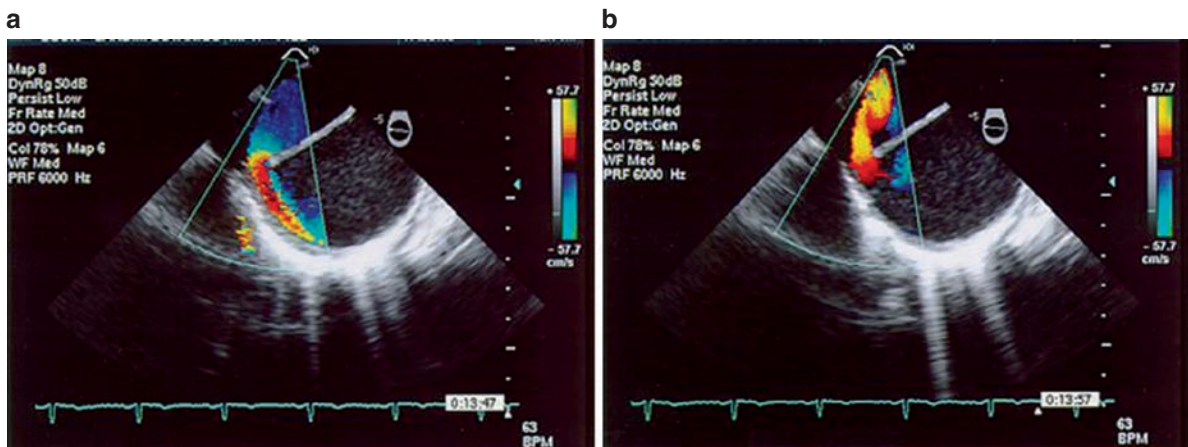 a
Map 8
DynRg 50dB
Persist Low
Fr Rate Med
2D Opt:Gen
Col 78% Map 6
WF Med
PRF 6000 Hz
+ 57.7
- 57.7
cm/s
0:13:47
63
BPM
b
Map 8
DynRg 50dB
Persist Low
Fr Rate Med
2D Opt:Gen
Col 78% Map 6
WF Med
PRF 6000 Hz
+ 57.7
- 57.7
cm/s
0:13:57
63
BPM